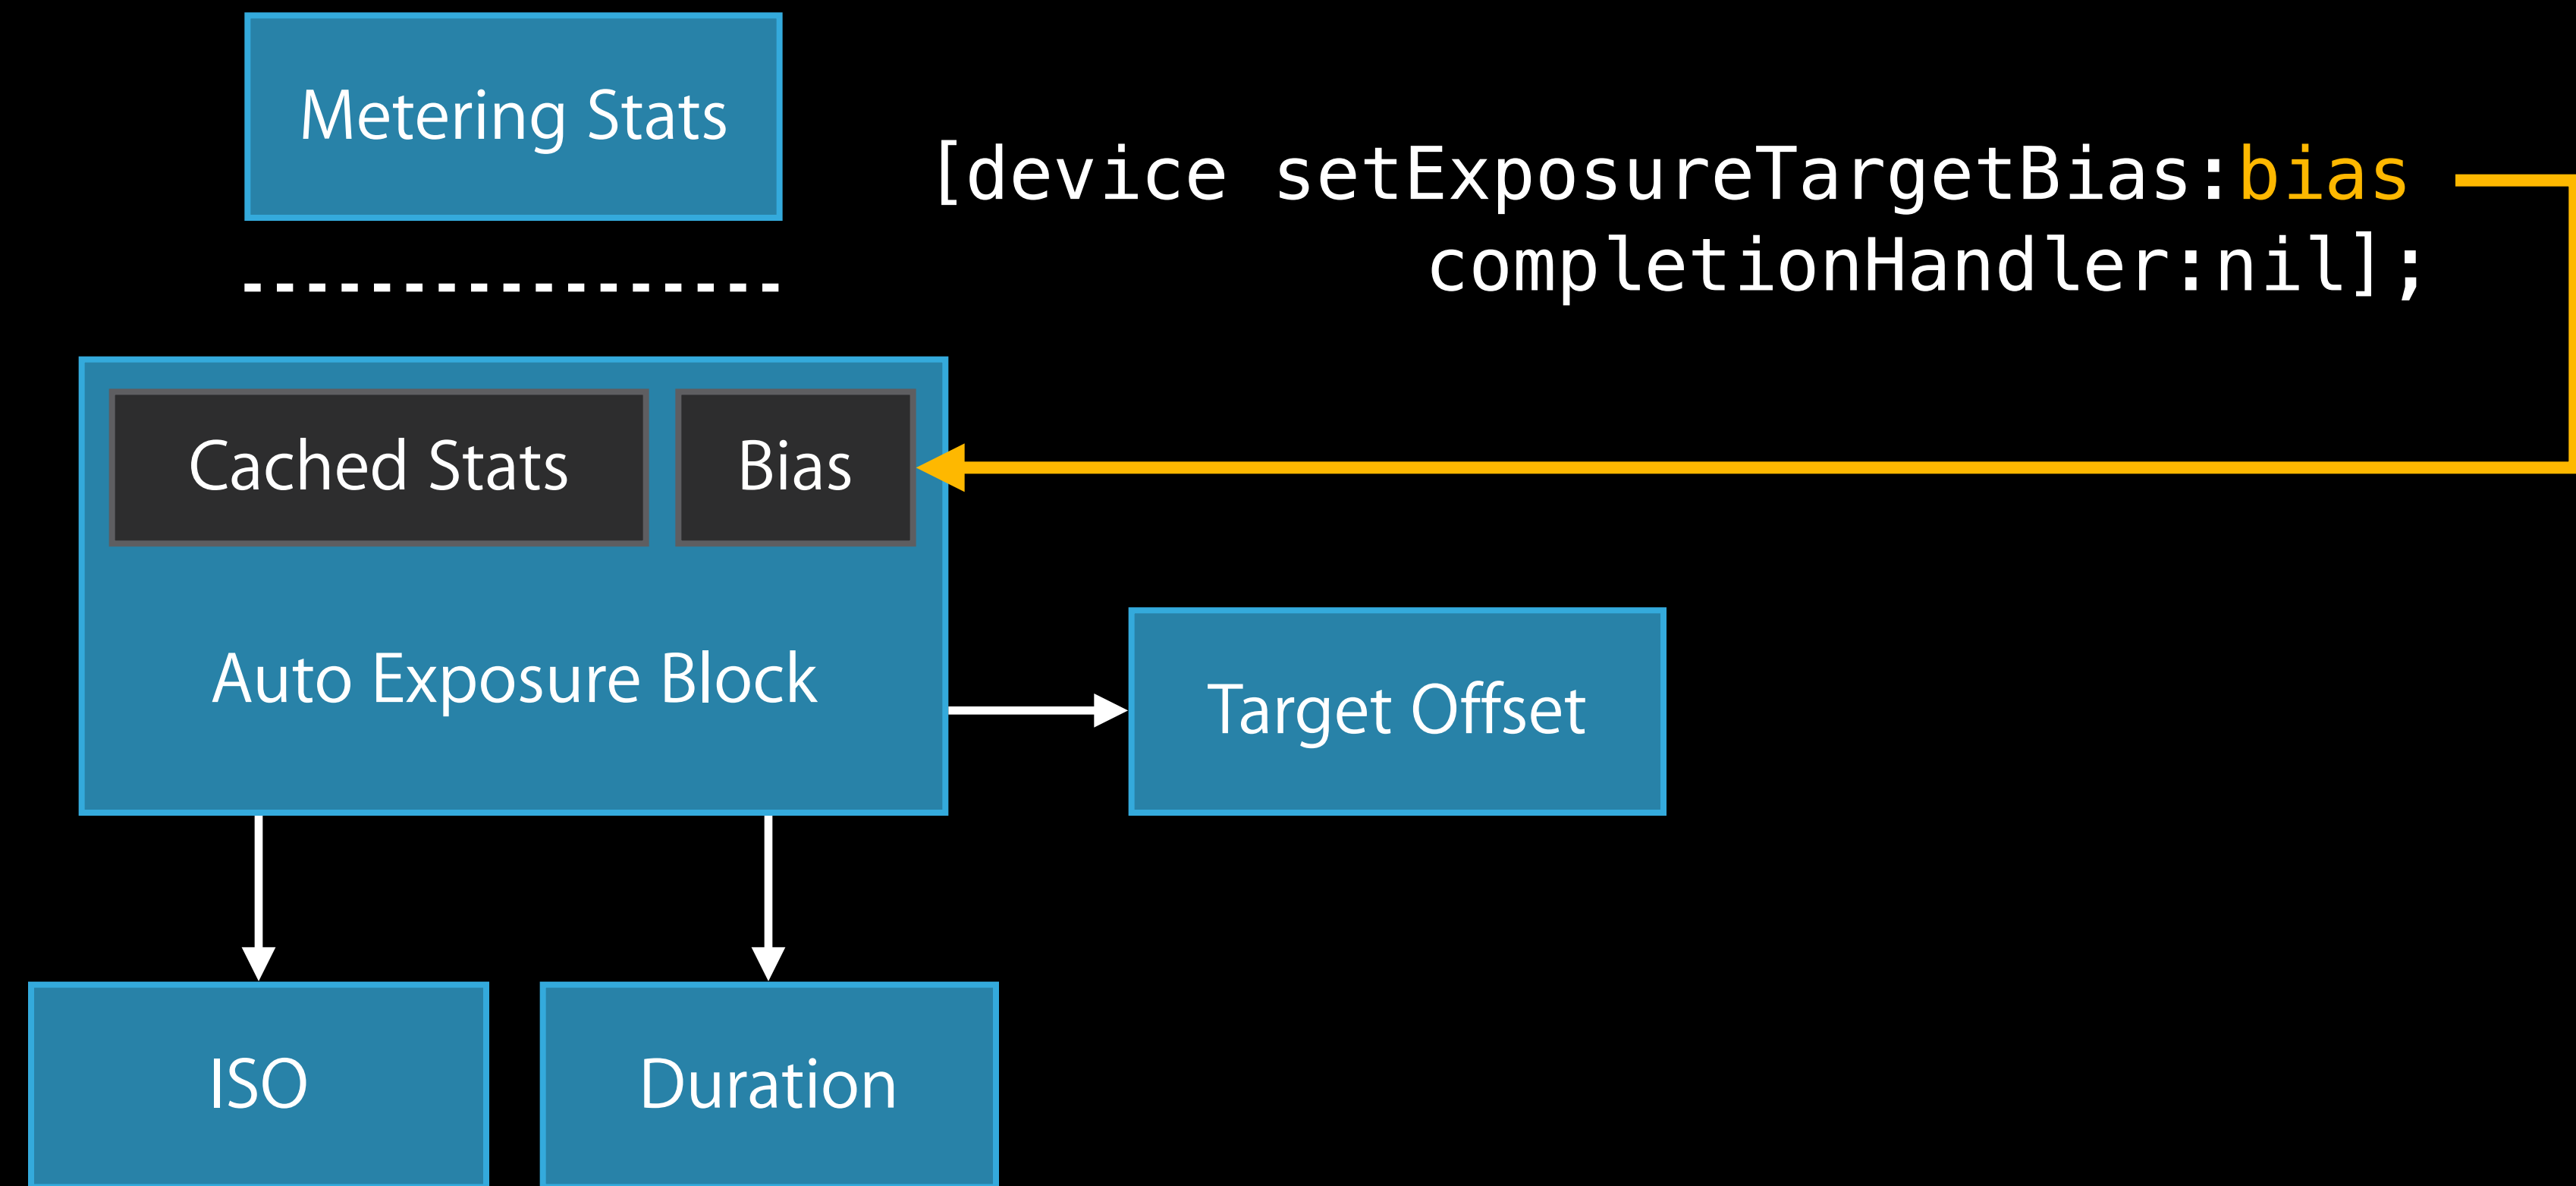 Metering Stats
[device setExposureTargetBias:bias
completionHandler:nil];
Cached Stats
Bias
Auto Exposure Block
Target Offset
ISO
Duration